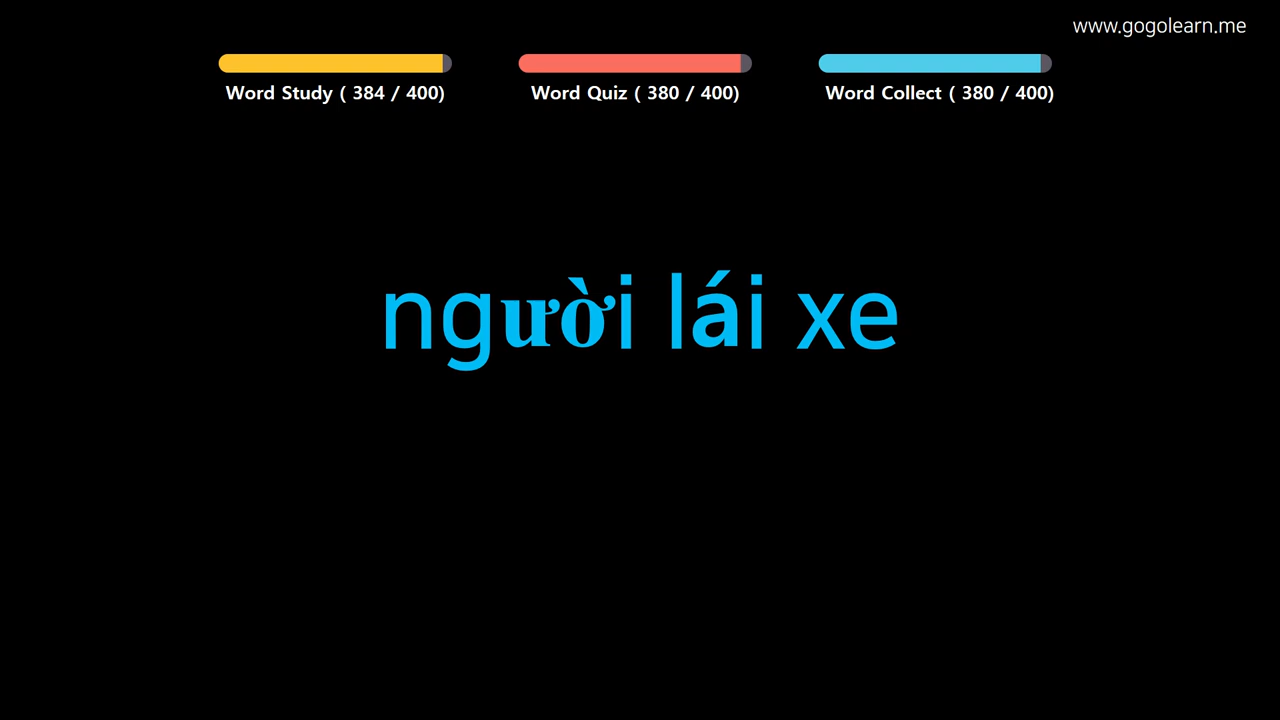 www.gogolearn.me
Word Study ( 384 / 400)
Word Quiz ( 380 / 400)
Word Collect ( 380 / 400)
người lái xe